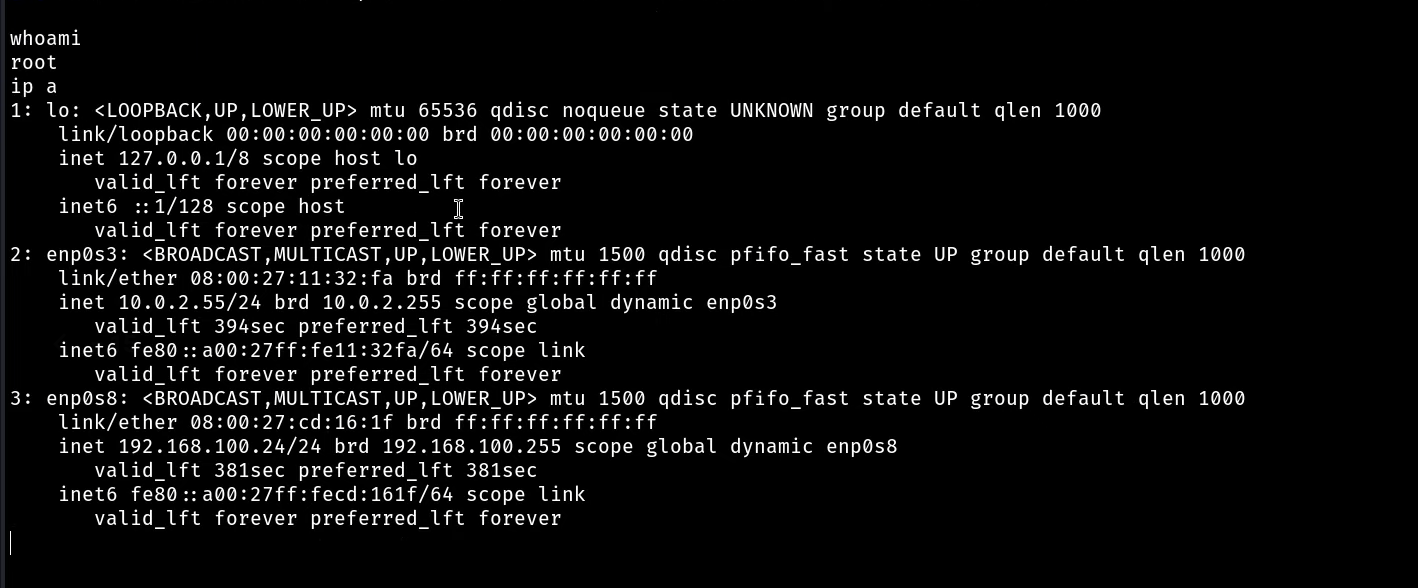 whoami
root
ip a
1: lo: <LOOPBACK,UP,LOWER_UP> mtu 65536 qdisc noqueue state UNKNOWN group default qlen 1000
    link/loopback 00:00:00:00:00:00 brd 00:00:00:00:00:00
    inet 127.0.0.1/8 scope host lo
       valid_lft forever preferred_lft forever
    inet6 ::1/128 scope host
       valid_lft forever preferred_lft forever
2: enp0s3: <BROADCAST,MULTICAST,UP,LOWER_UP> mtu 1500 qdisc pfifo_fast state UP group default qlen 1000
    link/ether 08:00:27:11:32:fa brd ff:ff:ff:ff:ff:ff
    inet 10.0.2.55/24 brd 10.0.2.255 scope global dynamic enp0s3
       valid_lft 394sec preferred_lft 394sec
    inet6 fe80::a00:27ff:fe11:32fa/64 scope link
       valid_lft forever preferred_lft forever
3: enp0s8: <BROADCAST,MULTICAST,UP,LOWER_UP> mtu 1500 qdisc pfifo_fast state UP group default qlen 1000
    link/ether 08:00:27:cd:16:1f brd ff:ff:ff:ff:ff:ff
    inet 192.168.100.24/24 brd 192.168.100.255 scope global dynamic enp0s8
       valid_lft 381sec preferred_lft 381sec
    inet6 fe80::a00:27ff:fecd:161f/64 scope link
       valid_lft forever preferred_lft forever